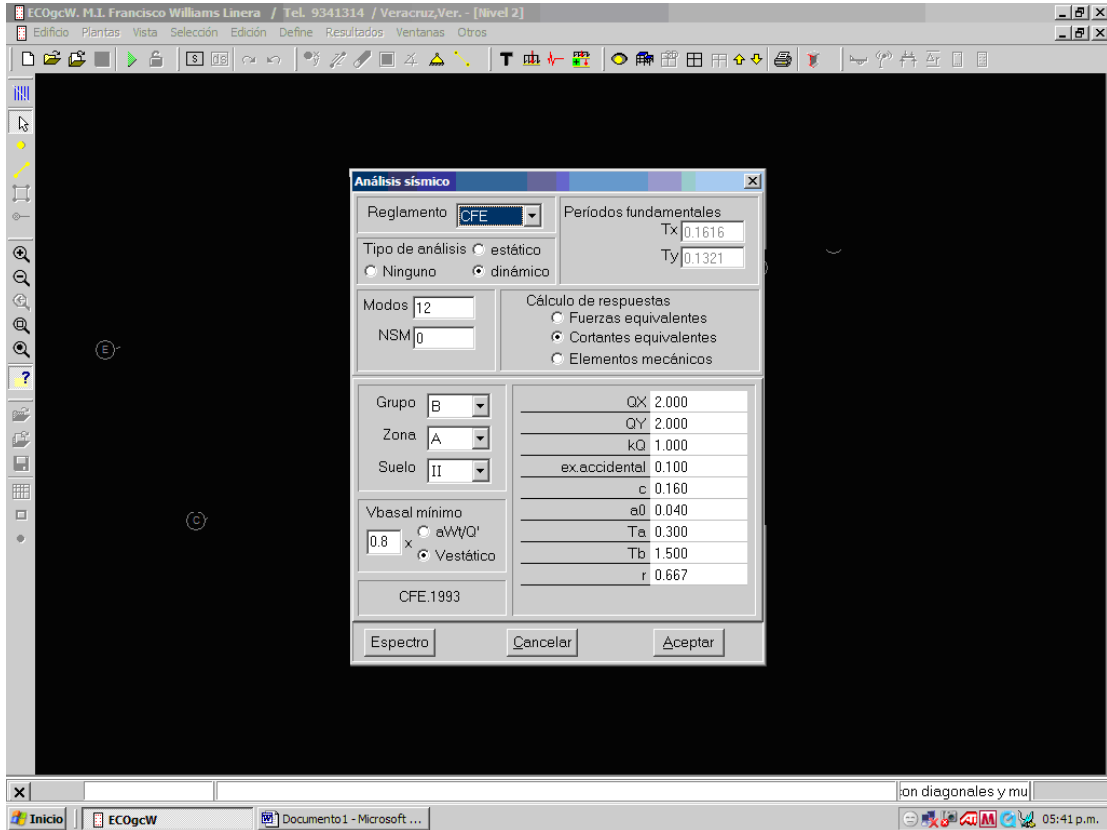 ECOgcW. M.I. Francisco Williams Linera / Tel. 9341314 / Veracruz,Ver. - [Nivel 2]
Edificio Plantas Vista Selección Edición Define Resultados Ventanas Otros
Análisis sísmico
Reglamento CFE
Períodos fundamentales
Tx 0.1616
Ty 0.1321
Tipo de análisis estático
Ninguno dinámico
Modos 12
NSM 0
Cálculo de respuestas
Fuerzas equivalentes
Cortantes equivalentes
Elementos mecánicos
Grupo B
Zona A
Suelo II
QX 2.000
QY 2.000
kQ 1.000
ex.accidental 0.100
c 0.160
a0 0.040
Ta 0.300
Tb 1.500
r 0.667
Vbasal mínimo
0.8 x aWt/Q'
Vestático
CFE.1993
Espectro Cancelar Aceptar
E
C
on diagonales y mu
Inicio ECOgcW Documento1 - Microsoft ... 05:41 p.m.